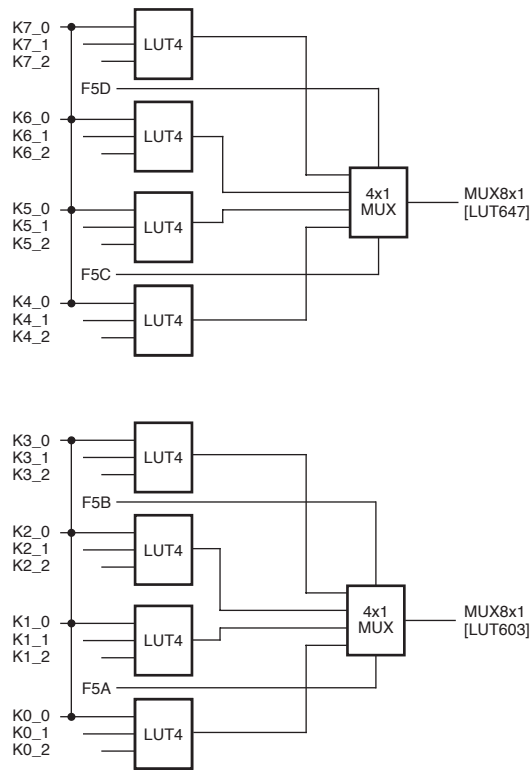 K7_0
K7_1
K7_2
LUT4
F5D
K6_0
K6_1
K6_2
LUT4
4x1
MUX
MUX8x1
[LUT647]
K5_0
K5_1
K5_2
LUT4
F5C
K4_0
K4_1
K4_2
LUT4
K3_0
K3_1
K3_2
LUT4
F5B
K2_0
K2_1
K2_2
LUT4
4x1
MUX
MUX8x1
[LUT603]
K1_0
K1_1
K1_2
LUT4
F5A
K0_0
K0_1
K0_2
LUT4